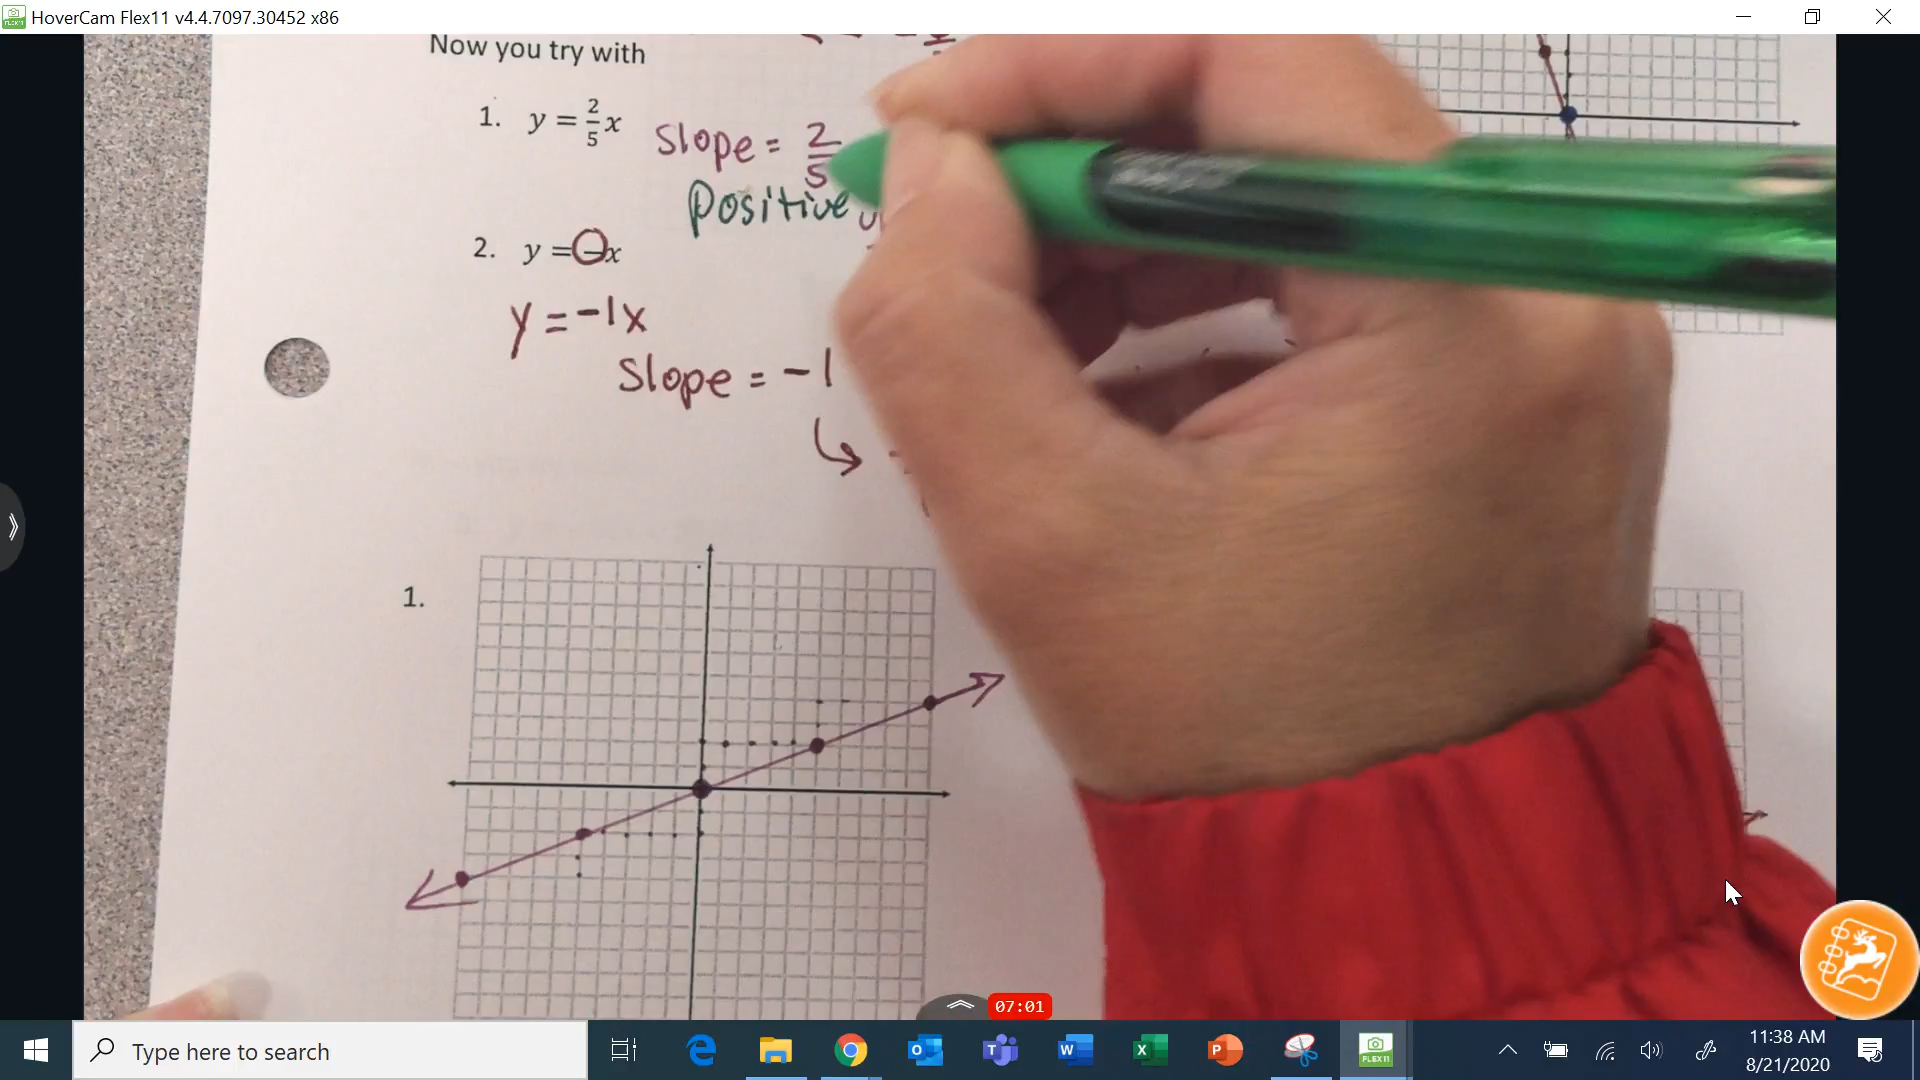 HoverCam Flex11 v4.4.7097.30452 x86
Now you try with
1. y = 2/5 x
slope = 2/5
positive
2. y = -x
y = -1x
slope = -1
1.
07:01
Type here to search
11:38 AM
8/21/2020
FLEX11